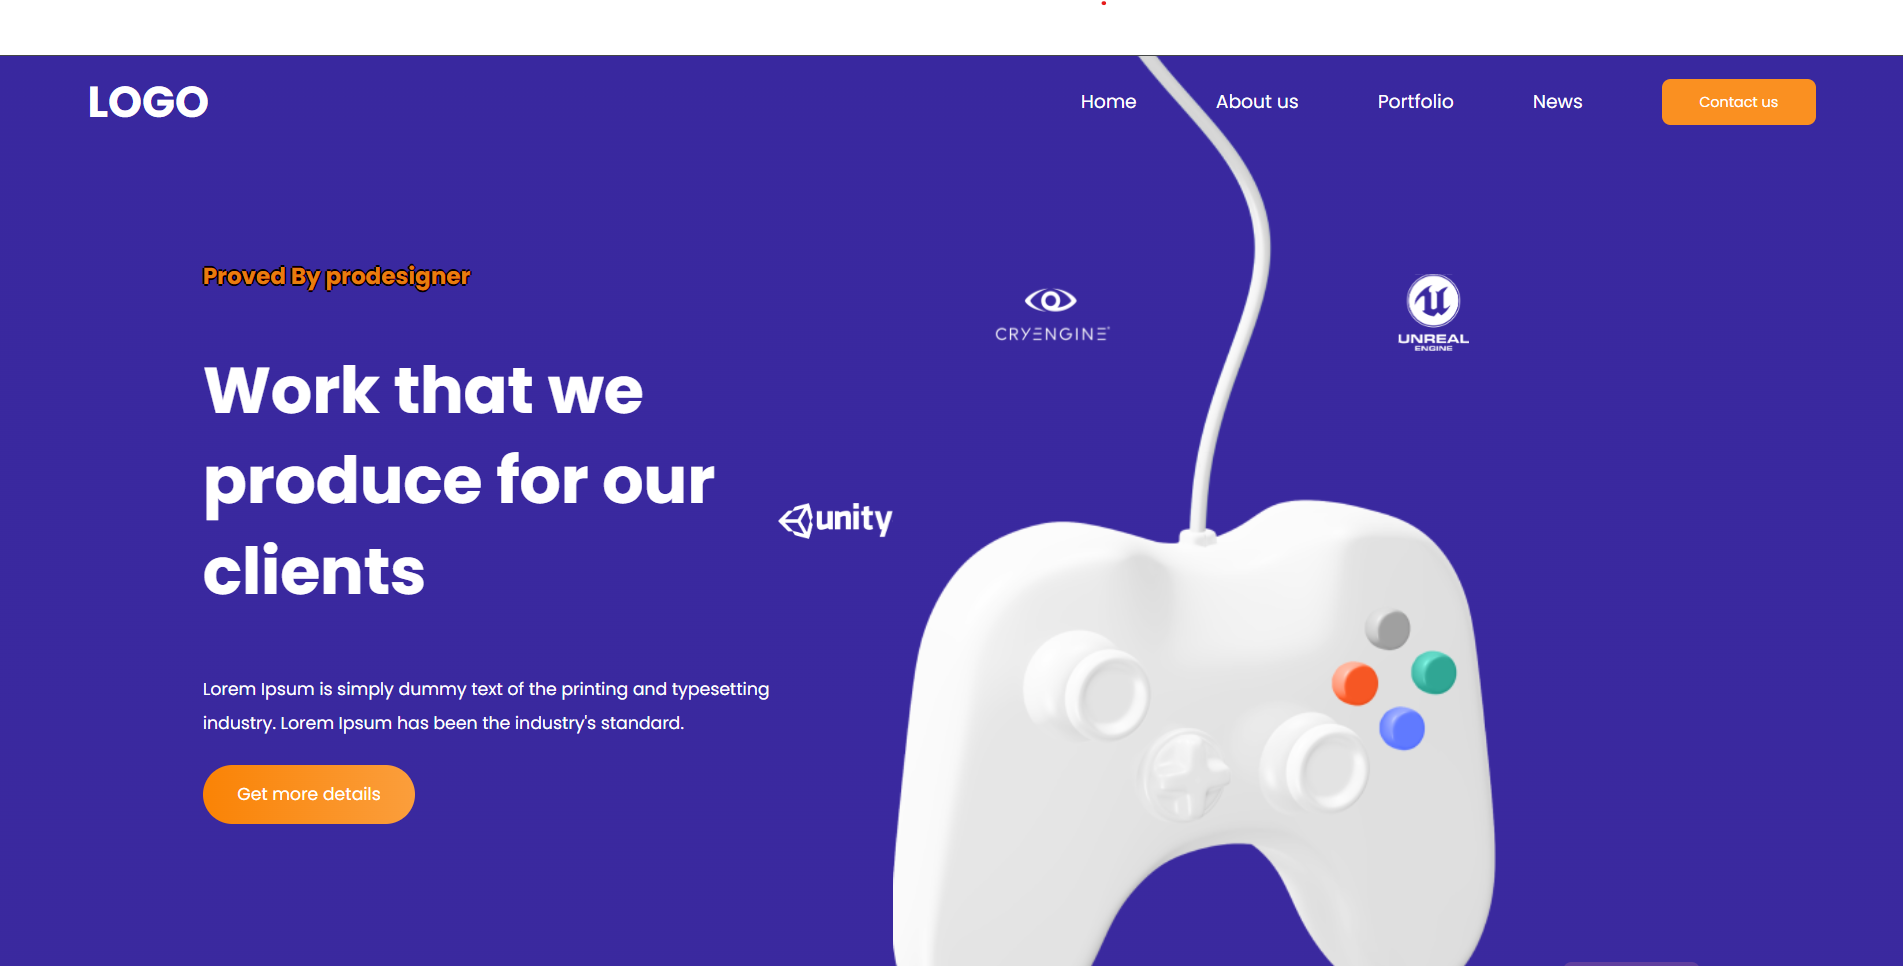 LOGO
Home
About us
Portfolio
News
Contact us
Proved By prodesigner
CRYENGINE
UNREAL
ENGINE
Work that we
produce for our
clients
unity
Lorem Ipsum is simply dummy text of the printing and typesetting
industry. Lorem Ipsum has been the industry's standard.
Get more details